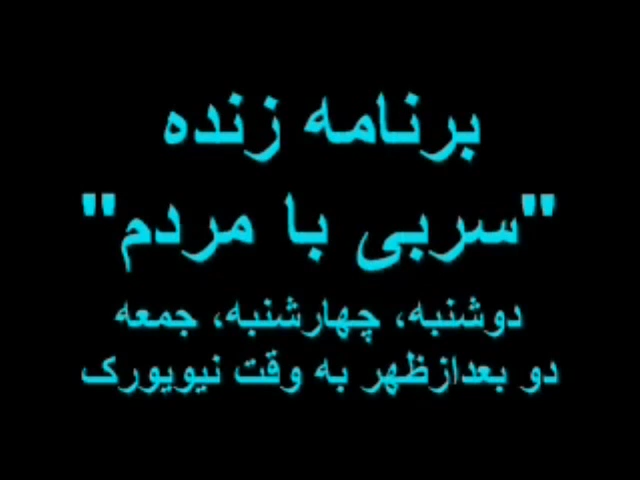 برنامه زنده
"سربی با مردم"
دوشنبه، چهارشنبه، جمعه
دو بعدازظهر به وقت نیویورک